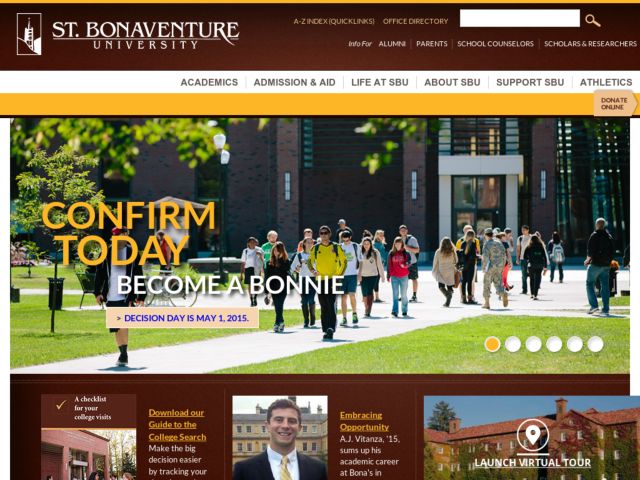 ST. BONAVENTURE
UNIVERSITY
A-Z INDEX (QUICKLINKS) OFFICE DIRECTORY
Info For ALUMNI PARENTS SCHOOL COUNSELORS SCHOLARS & RESEARCHERS
ACADEMICS ADMISSION & AID LIFE AT SBU ABOUT SBU SUPPORT SBU ATHLETICS
DONATE
ONLINE
CONFIRM
TODAY
BECOME A BONNIE
> DECISION DAY IS MAY 1, 2015.
A checklist
for your
college visits
Download our
Guide to the
College Search
Make the big
decision easier
by tracking your
Embracing
Opportunity
A.J. Vitanza, '15,
sums up his
academic career
at Bona's in
LAUNCH VIRTUAL TOUR